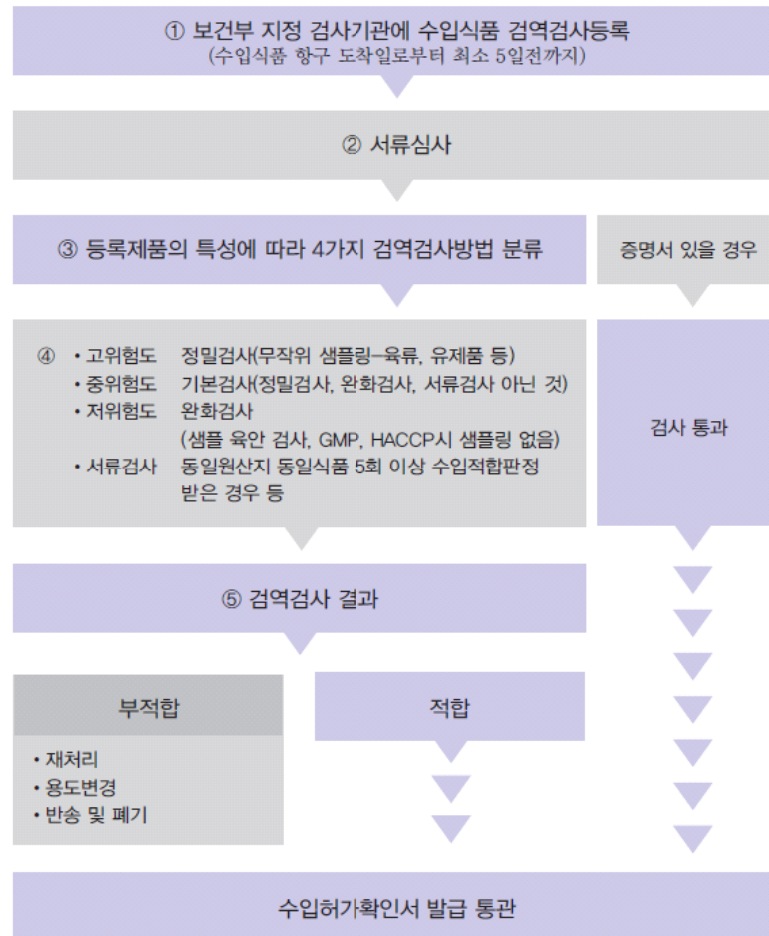 ① 보건부 지정 검사기관에 수입식품 검역검사등록
(수입식품 항구 도착일로부터 최소 5일전까지)
② 서류심사
③ 등록제품의 특성에 따라 4가지 검역검사방법 분류
증명서 있을 경우
④ • 고위험도 정밀검사(무작위 샘플링–육류, 유제품 등)
• 중위험도 기본검사(정밀검사, 완화검사, 서류검사 아닌 것)
• 저위험도 완화검사
(샘플 육안 검사, GMP, HACCP시 샘플링 없음)
• 서류검사 동일원산지 동일식품 5회 이상 수입적합판정
받은 경우 등
검사 통과
⑤ 검역검사 결과
부적합
• 재처리
• 용도변경
• 반송 및 폐기
적합
수입허가확인서 발급 통관